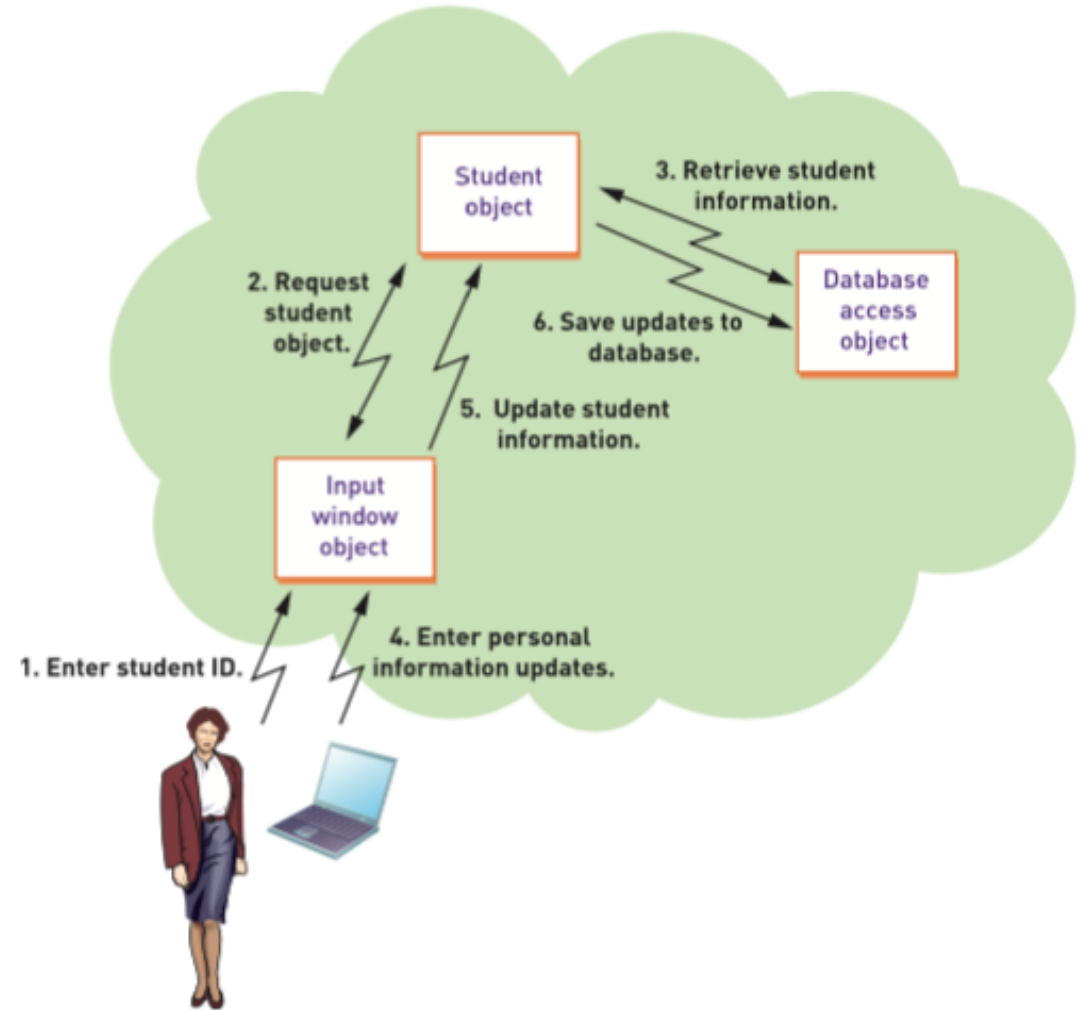 Student
object
3. Retrieve student
information.
2. Request
student
object.
Database
access
object
6. Save updates to
database.
5. Update student
information.
Input
window
object
4. Enter personal
information updates.
1. Enter student ID.